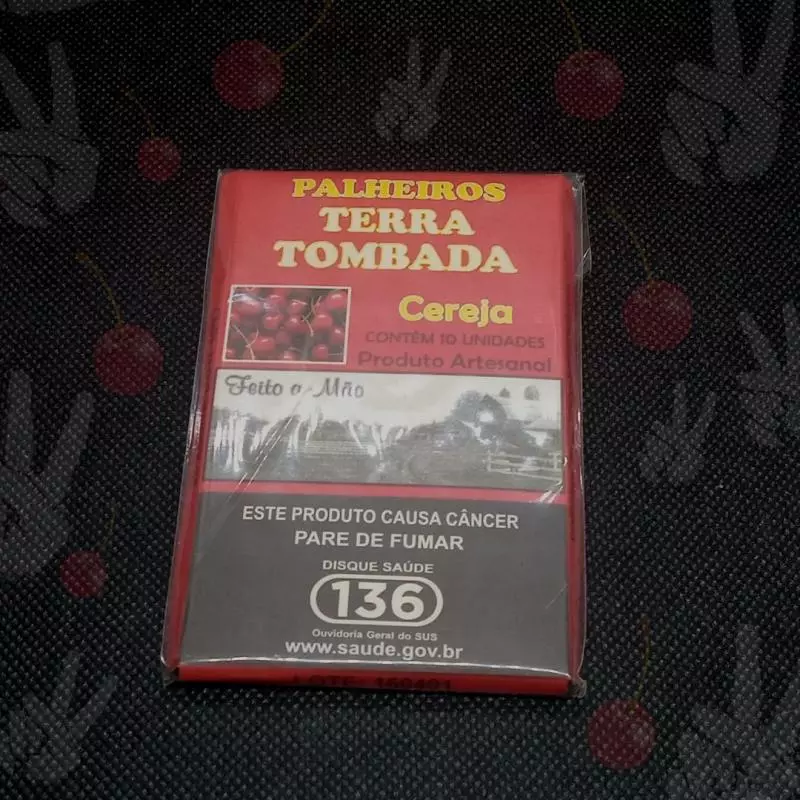 PALHEIROS
TERRA
TOMBADA
Cereja
CONTÉM 10 UNIDADES
Produto Artesanal
Feito a Mão
ESTE PRODUTO CAUSA CÂNCER
PARE DE FUMAR
DISQUE SAÚDE
136
Ouvidoria Geral do SUS
www.saude.gov.br
LOTE: